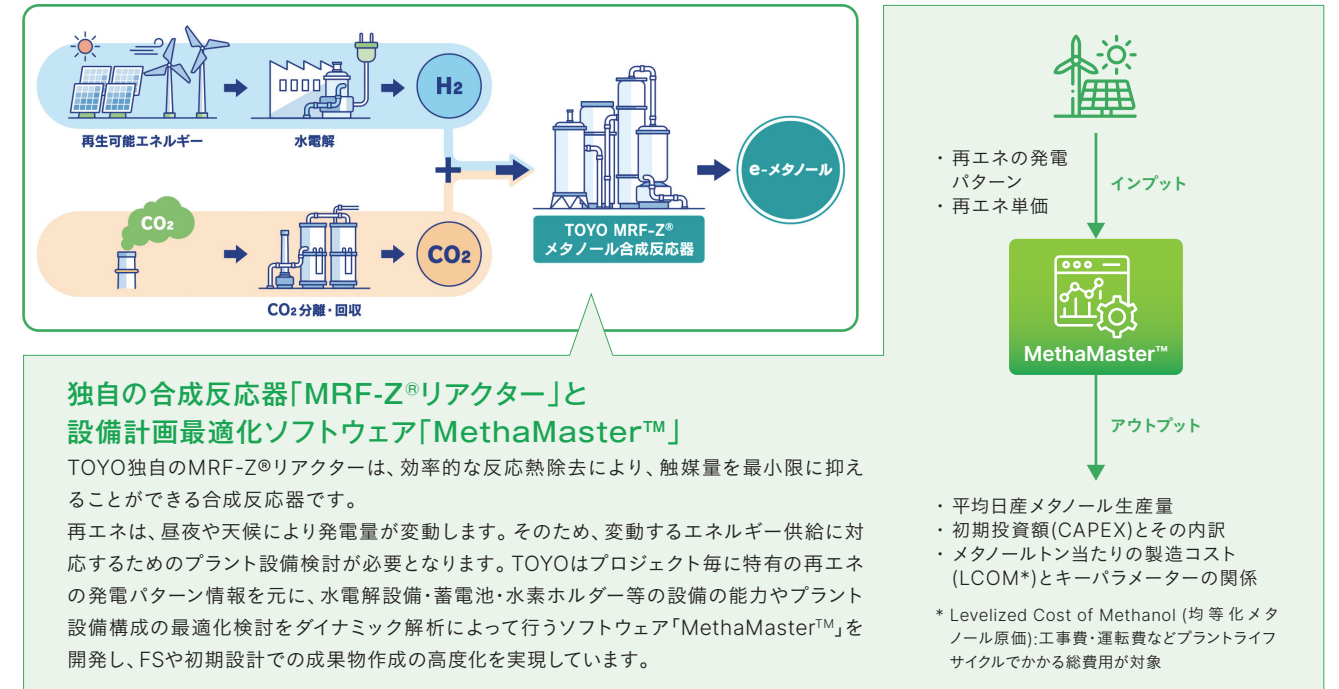 再生可能エネルギー
水電解
H2
CO2
CO2分離・回収
CO2
+
TOYO MRF-Z®
メタノール合成反応器
e-メタノール
独自の合成反応器「MRF-Z®リアクター」と
設備計画最適化ソフトウェア「MethaMaster™」
TOYO独自のMRF-Z®リアクターは、効率的な反応熱除去により、触媒量を最小限に抑え
ることができる合成反応器です。
再エネは、昼夜や天候により発電量が変動します。そのため、変動するエネルギー供給に対
応するためのプラント設備検討が必要となります。TOYOはプロジェクト毎に特有の再エネ
の発電パターン情報を元に、水電解設備・蓄電池・水素ホルダー等の設備の能力やプラント
設備構成の最適化検討をダイナミック解析によって行うソフトウェア「MethaMaster™」を
開発し、FSや初期設計での成果物作成の高度化を実現しています。
・再エネの発電
パターン
・再エネ単価
インプット
MethaMaster™
アウトプット
・平均日産メタノール生産量
・初期投資額(CAPEX)とその内訳
・メタノールトン当たりの製造コスト
(LCOM*)とキーパラメーターの関係
* Levelized Cost of Methanol (均等化メタ
ノール原価):工事費・運転費などプラントライフ
サイクルでかかる総費用が対象